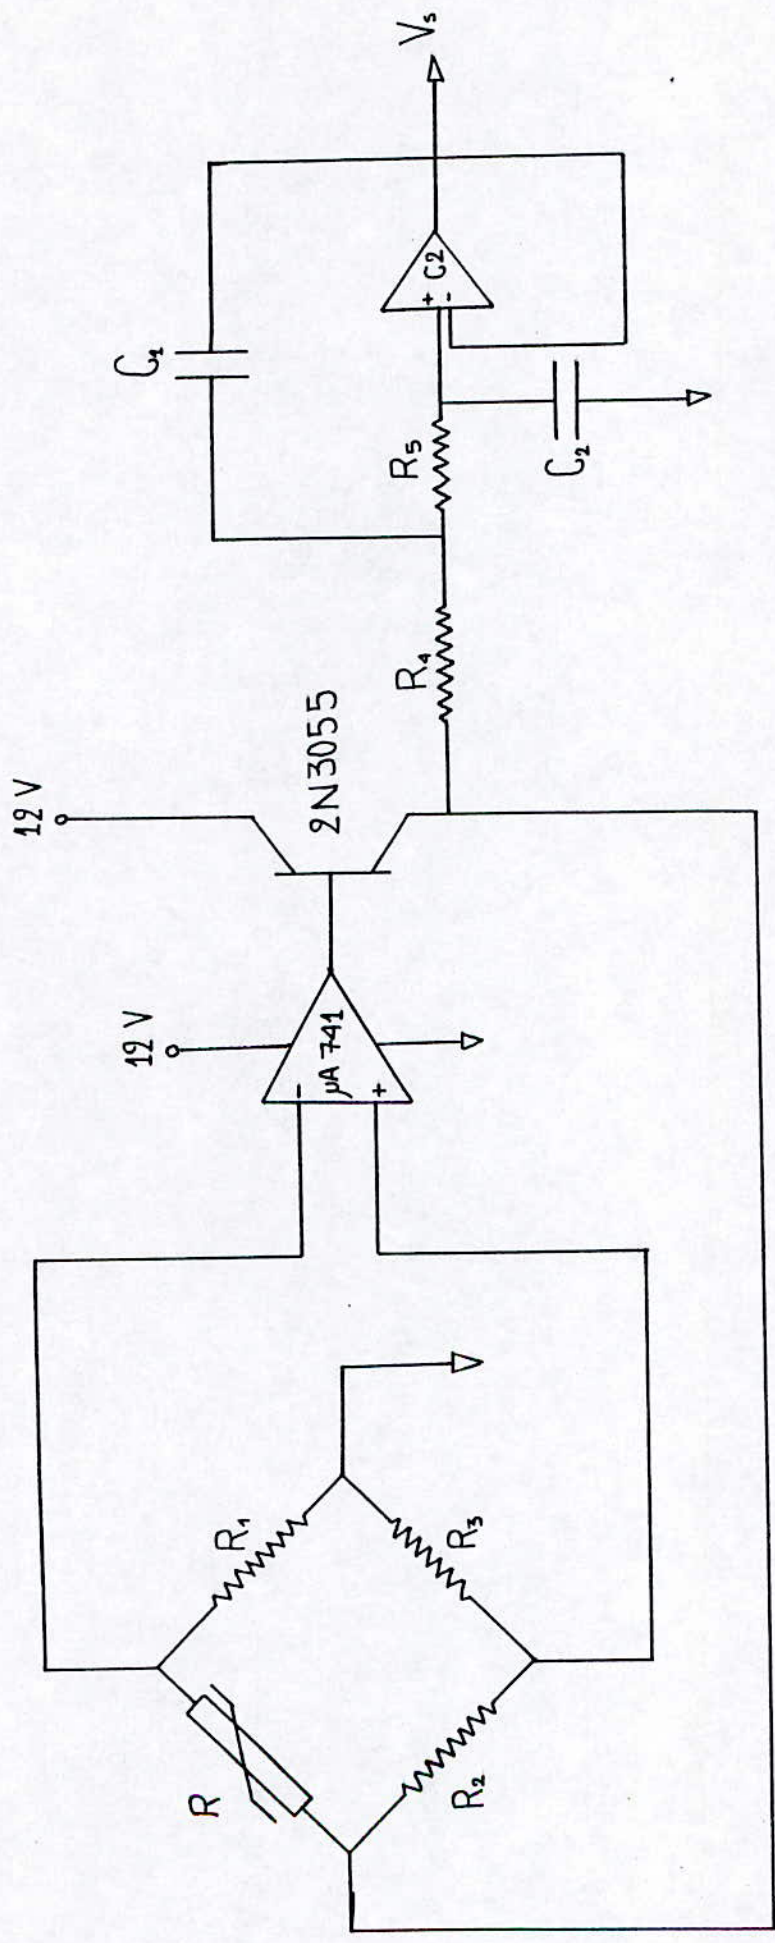 R
R₁
R₂
R₃
12 V
12 V
-
µA 741
+
2N3055
R₄
R₅
C₁
C₂
+
-
C2
Vₛ